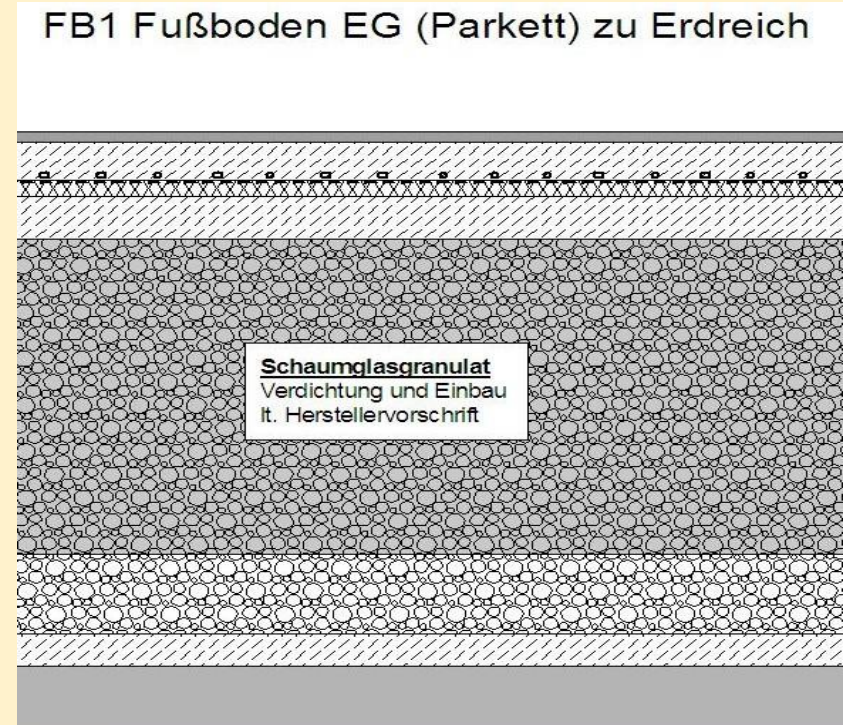 FB1 Fußboden EG (Parkett) zu Erdreich
Schaumglasgranulat
Verdichtung und Einbau
lt. Herstellervorschrift